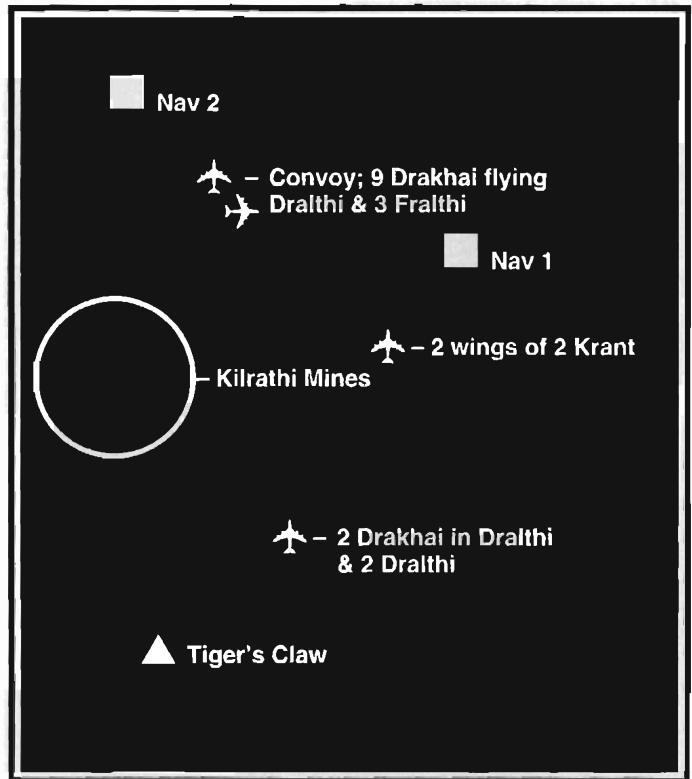 Nav 2
– Convoy; 9 Drakhai flying
Dralthi & 3 Fralthi
Nav 1
– 2 wings of 2 Krant
Kilrathi Mines
– 2 Drakhai in Dralthi
& 2 Dralthi
Tiger's Claw